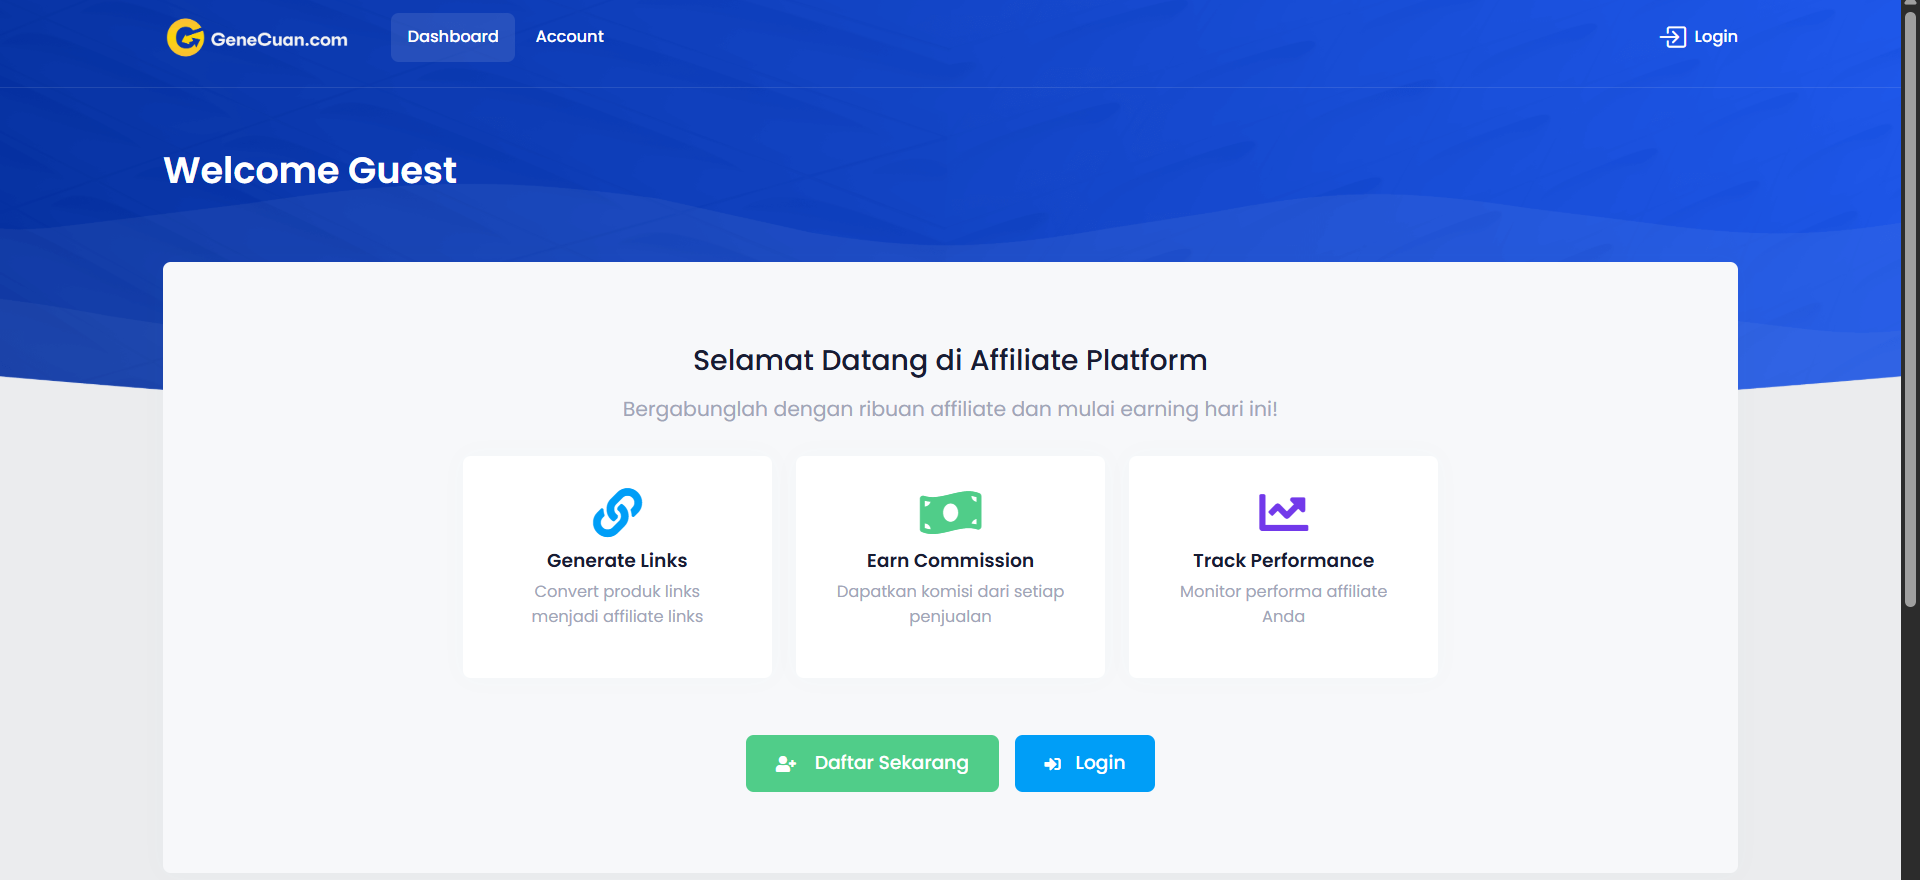 GeneCuan.com
Dashboard
Account
Login
Welcome Guest
Selamat Datang di Affiliate Platform
Bergabunglah dengan ribuan affiliate dan mulai earning hari ini!
Generate Links
Convert produk links
menjadi affiliate links
Earn Commission
Dapatkan komisi dari setiap
penjualan
Track Performance
Monitor performa affiliate
Anda
Daftar Sekarang
Login